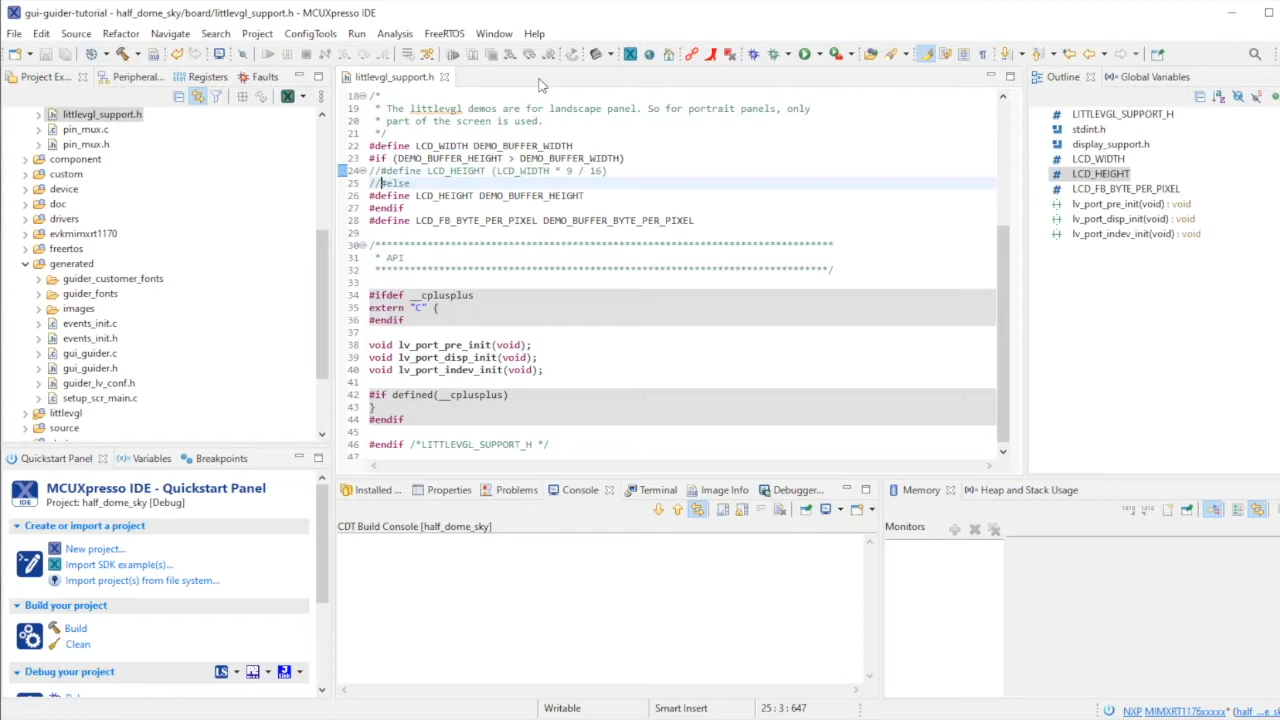 gui-guider-tutorial - half_dome_sky/board/littlevgl_support.h - MCUXpresso IDE
File Edit Source Refactor Navigate Search Project ConfigTools Run Analysis FreeRTOS Window Help
Project Ex... Peripheral... Registers Faults
littlevgl_support.h
pin_mux.c
pin_mux.h
component
custom
device
doc
drivers
evkmimxrt1170
freertos
generated
guider_customer_fonts
guider_fonts
images
events_init.c
events_init.h
gui_guider.c
gui_guider.h
guider_lv_conf.h
setup_scr_main.c
littlevgl
source
littlevgl_support.h
18 /*
19 * The littlevgl demos are for landscape panel. So for portrait panels, only
20 * part of the screen is used.
21 */
22 #define LCD_WIDTH DEMO_BUFFER_WIDTH
23 #if (DEMO_BUFFER_HEIGHT > DEMO_BUFFER_WIDTH)
24 //#define LCD_HEIGHT (LCD_WIDTH * 9 / 16)
25 //#else
26 #define LCD_HEIGHT DEMO_BUFFER_HEIGHT
27 #endif
28 #define LCD_FB_BYTE_PER_PIXEL DEMO_BUFFER_BYTE_PER_PIXEL
29
30 /*******************************************************************************
31 * API
32 ******************************************************************************/
33
34 #ifdef __cplusplus
35 extern "C" {
36 #endif
37
38 void lv_port_pre_init(void);
39 void lv_port_disp_init(void);
40 void lv_port_indev_init(void);
41
42 #if defined(__cplusplus)
43 }
44 #endif
45
46 #endif /*LITTLEVGL_SUPPORT_H */
47
Outline Global Variables
LITTLEVGL_SUPPORT_H
stdint.h
display_support.h
LCD_WIDTH
LCD_HEIGHT
LCD_FB_BYTE_PER_PIXEL
lv_port_pre_init(void) : void
lv_port_disp_init(void) : void
lv_port_indev_init(void) : void
Quickstart Panel (x)= Variables Breakpoints
IDE
MCUXpresso IDE - Quickstart Panel
Project: half_dome_sky [Debug]
Create or import a project
New project...
Import SDK example(s)...
Import project(s) from file system...
Build your project
Build
Clean
Debug your project
LS
Installed ... Properties Problems Console Terminal Image Info Debugger...
CDT Build Console [half_dome_sky]
Memory Heap and Stack Usage
Monitors
Writable Smart Insert 25 : 3 : 647
NXP MIMXRT1176xxxxx* (half_...e_sk